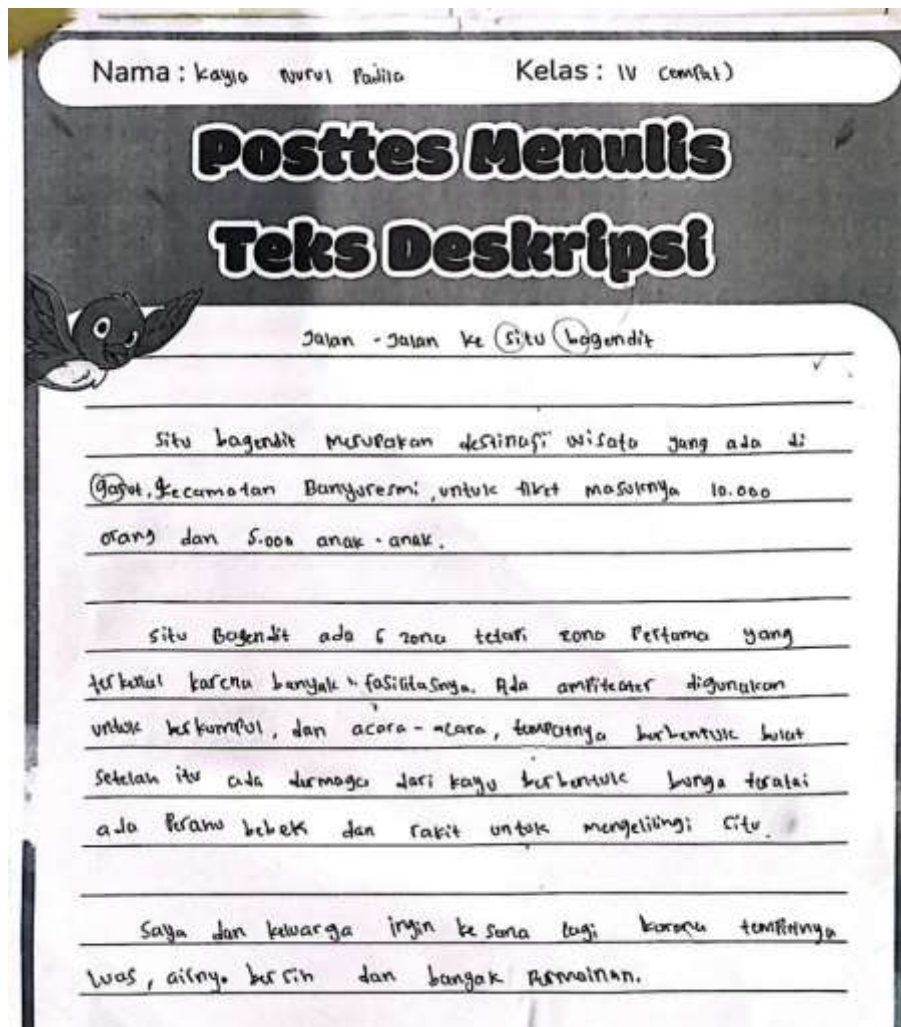 Nama : Kayla Nurul Padila Kelas : IV (empat)
Posttes Menulis
Teks Deskripsi
Jalan - Jalan ke situ bagendit
Situ bagendit merupakan destinasi wisata yang ada di
garut, kecamatan Banyuresmi, untuk tiket masuknya 10.000
orang dan 5.000 anak - anak.
Situ Bagendit ada 6 zona tetapi zona Pertama yang
terkenal karena banyak fasilitasnya. Ada ampiteater digunakan
untuk berkumpul, dan acara - acara, tempatnya berbentuk bulat
Setelah itu ada dermaga dari kayu berbentuk bunga teratai
ada Perahu bebek dan rakit untuk mengelilingi situ.
Saya dan keluarga ingin ke sana lagi karena tempatnya
luas, airnya bersih dan banyak Permainan.